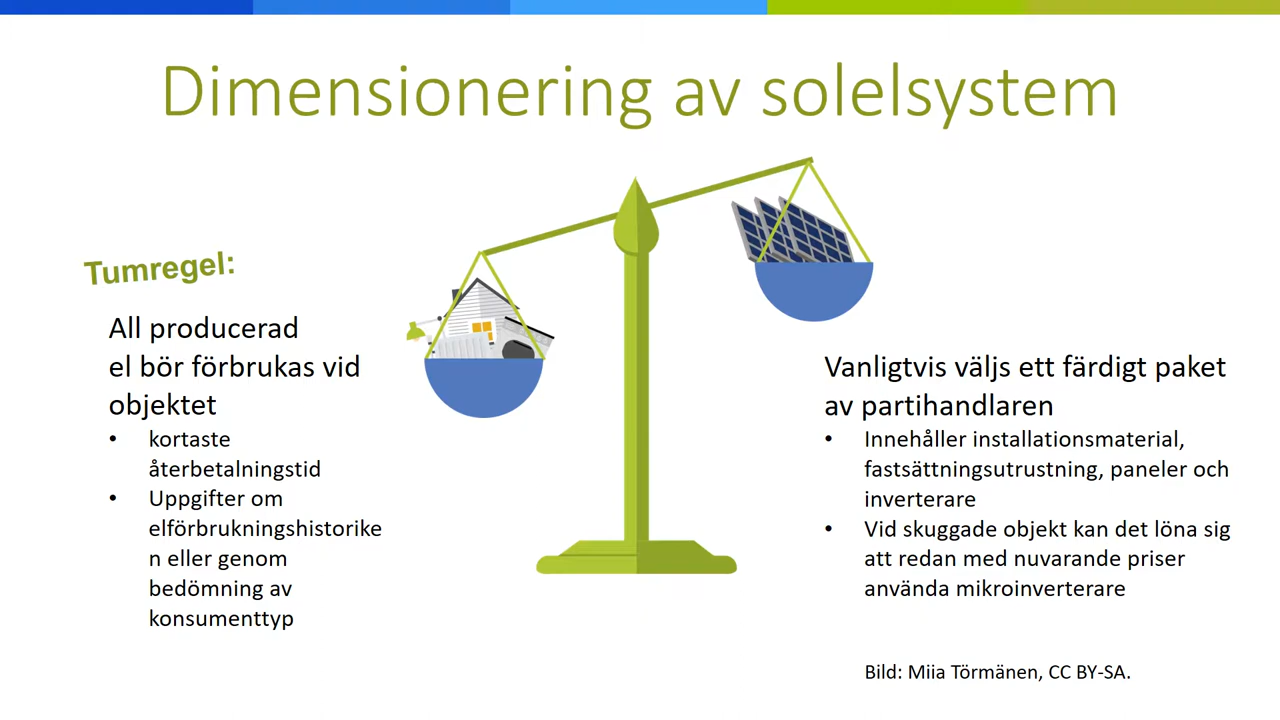 Dimensionering av solelsystem
Tumregel:
All producerad
el bör förbrukas vid
objektet
• kortaste
återbetalningstid
• Uppgifter om
elförbrukningshistorike
n eller genom
bedömning av
konsumenttyp
Vanligtvis väljs ett färdigt paket
av partihandlaren
• Innehåller installationsmaterial,
fastsättningsutrustning, paneler och
inverterare
• Vid skuggade objekt kan det löna sig
att redan med nuvarande priser
använda mikroinverterare
Bild: Miia Törmänen, CC BY-SA.